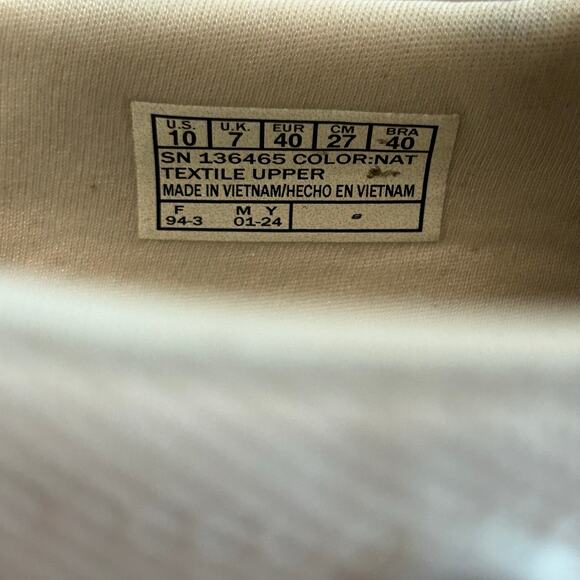 U.S. U.K. EUR CM BRA
10 7 40 27 40
SN 136465 COLOR:NAT
TEXTILE UPPER
MADE IN VIETNAM/HECHO EN VIETNAM
F M Y
94-3 01-24